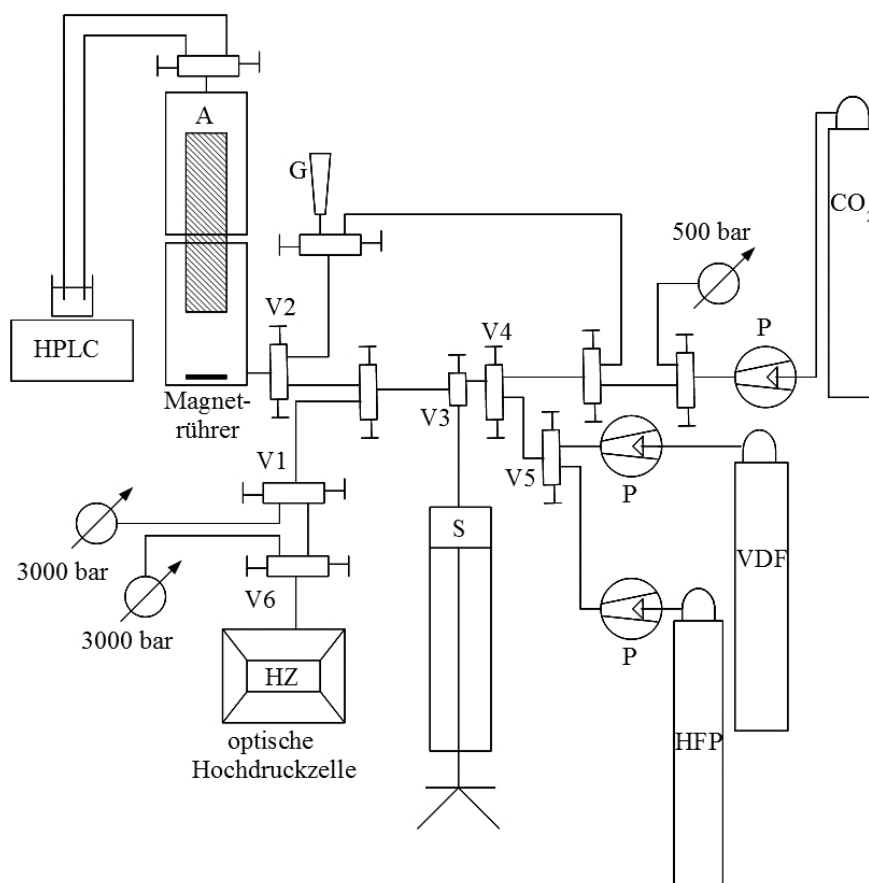 A
G
CO2
500 bar
V2
V4
P
HPLC
Magnet-
rührer
V3
V1
V5
P
S
VDF
3000 bar
V6
P
3000 bar
HZ
HFP
optische
Hochdruckzelle